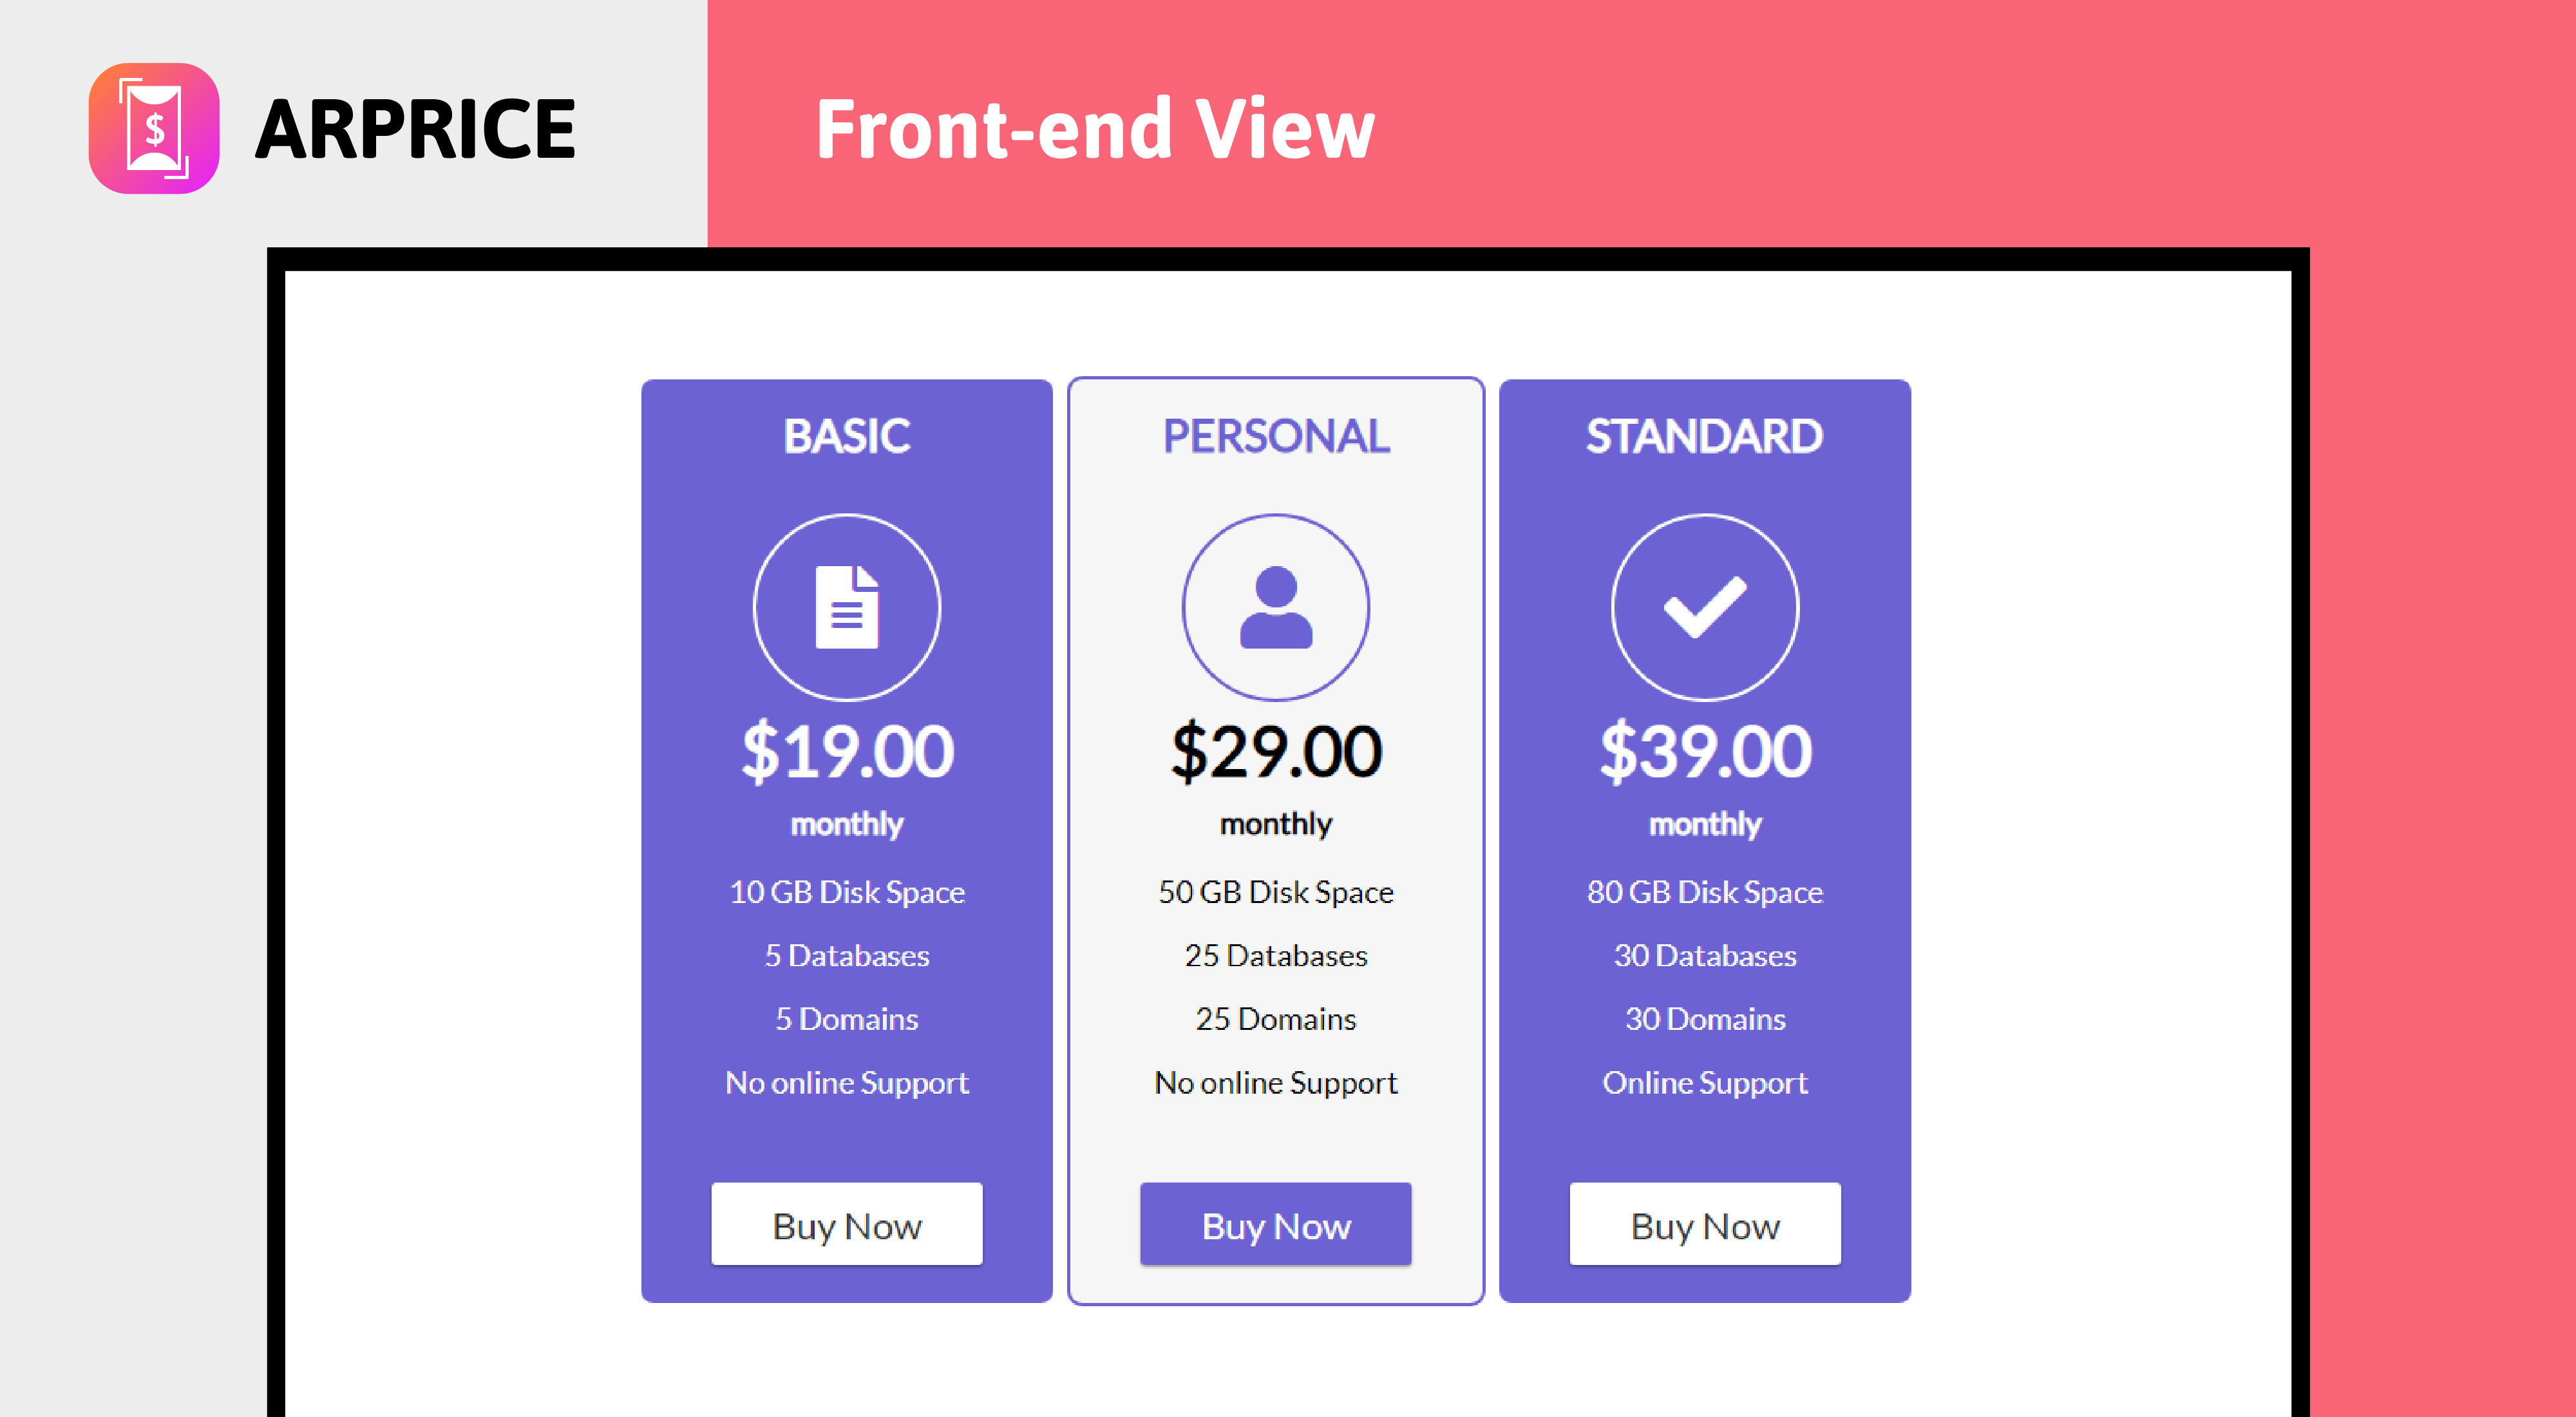 $
ARPRICE
Front-end View
BASIC
$19.00
monthly
10 GB Disk Space
5 Databases
5 Domains
No online Support
Buy Now
PERSONAL
$29.00
monthly
50 GB Disk Space
25 Databases
25 Domains
No online Support
Buy Now
STANDARD
$39.00
monthly
80 GB Disk Space
30 Databases
30 Domains
Online Support
Buy Now